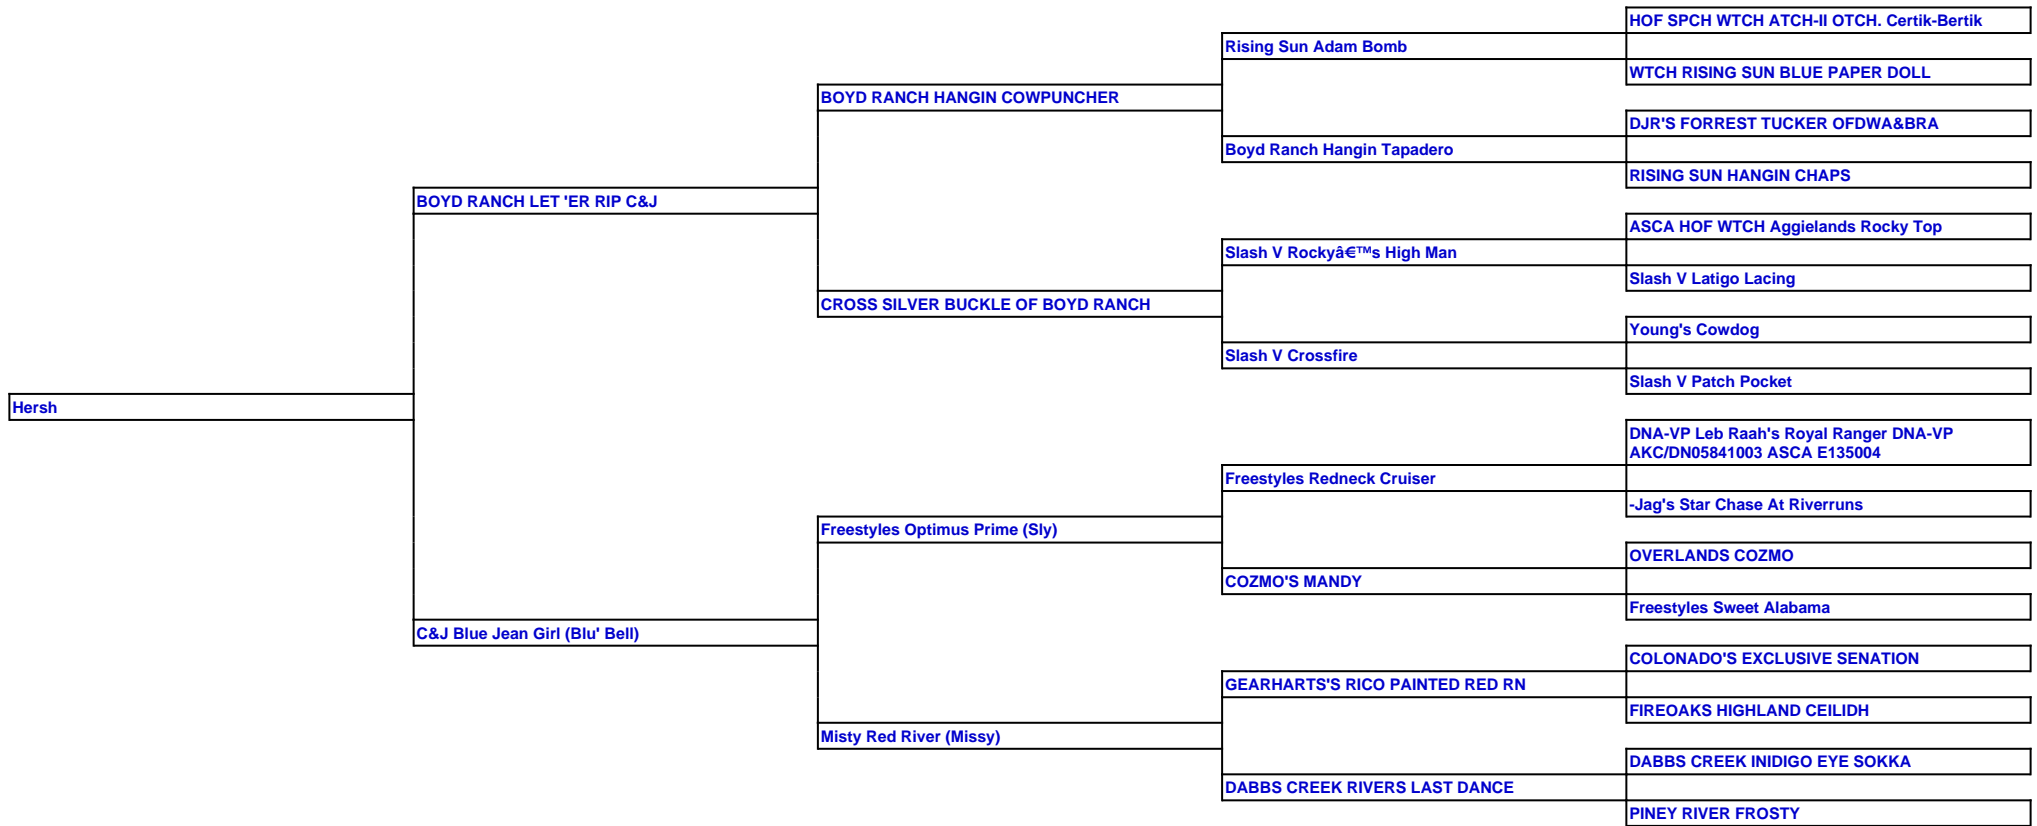 HOF SPCH WTCH ATCH-II OTCH. Certik-Bertik
Rising Sun Adam Bomb
WTCH RISING SUN BLUE PAPER DOLL
BOYD RANCH HANGIN COWPUNCHER
DJR'S FORREST TUCKER OFDWA&BRA
Boyd Ranch Hangin Tapadero
RISING SUN HANGIN CHAPS
BOYD RANCH LET 'ER RIP C&J
ASCA HOF WTCH Aggielands Rocky Top
Slash V Rockyâ€™s High Man
Slash V Latigo Lacing
CROSS SILVER BUCKLE OF BOYD RANCH
Young's Cowdog
Slash V Crossfire
Slash V Patch Pocket
Hersh
DNA-VP Leb Raah's Royal Ranger DNA-VP
AKC/DN05841003 ASCA E135004
Freestyles Redneck Cruiser
-Jag's Star Chase At Riverruns
Freestyles Optimus Prime (Sly)
OVERLANDS COZMO
COZMO'S MANDY
Freestyles Sweet Alabama
C&J Blue Jean Girl (Blu' Bell)
COLONADO'S EXCLUSIVE SENATION
GEARHARTS'S RICO PAINTED RED RN
FIREOAKS HIGHLAND CEILIDH
Misty Red River (Missy)
DABBS CREEK INIDIGO EYE SOKKA
DABBS CREEK RIVERS LAST DANCE
PINEY RIVER FROSTY